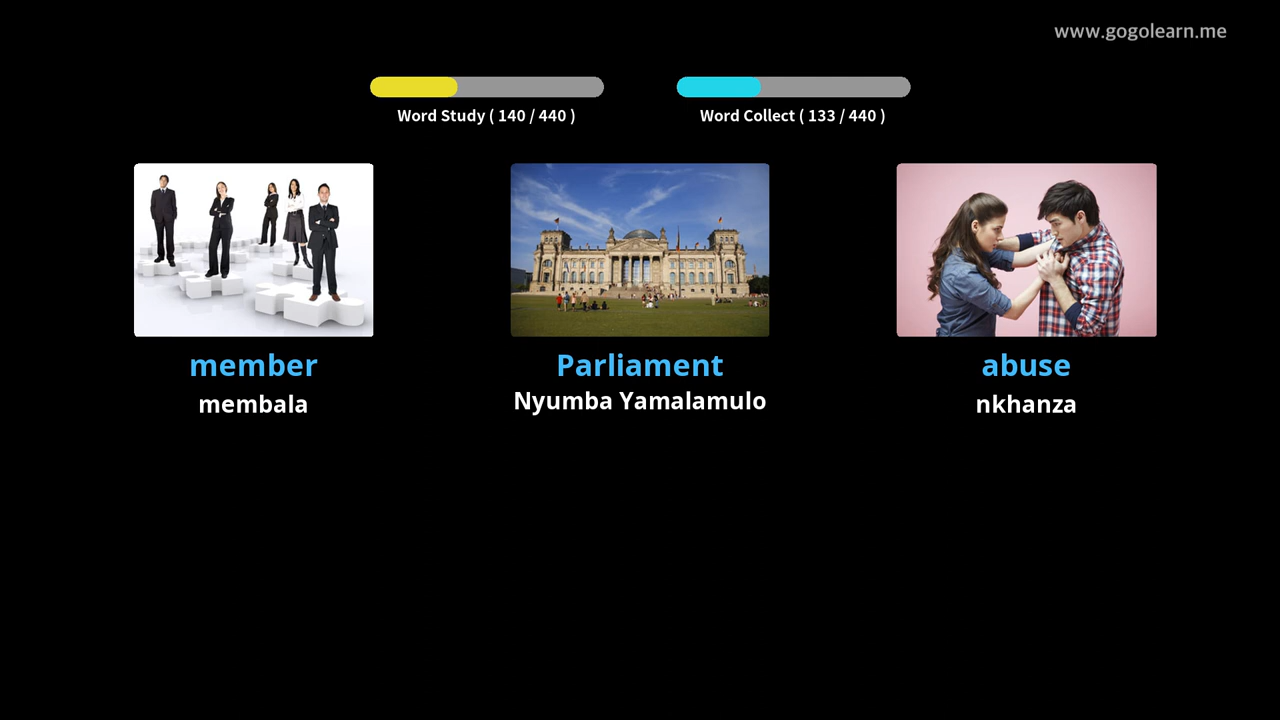 www.gogolearn.me
Word Study ( 140 / 440 )
Word Collect ( 133 / 440 )
member
membala
Parliament
Nyumba Yamalamulo
abuse
nkhanza